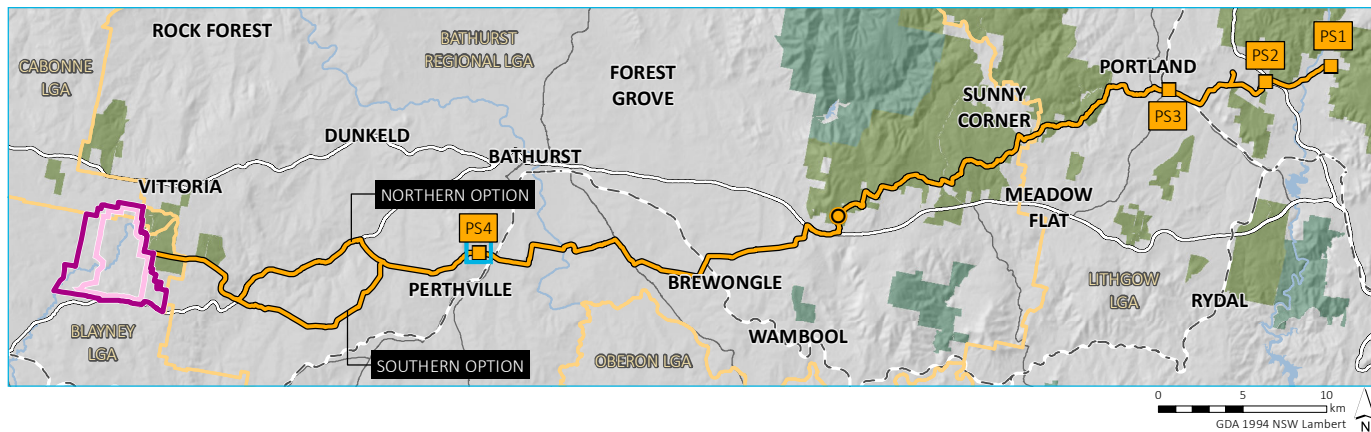 ROCK FOREST
BATHURST
REGIONAL LGA
CABONNE
LGA
FOREST
GROVE
PS1
PS2
PORTLAND
PS3
SUNNY
CORNER
DUNKELD
BATHURST
VITTORIA
NORTHERN OPTION
MEADOW
FLAT
PS4
PERTHVILLE
BREWONGLE
LITHGOW
LGA
RYDAL
BLAYNEY
LGA
WAMBOOL
SOUTHERN OPTION
OBERON LGA
0 5 10
km
GDA 1994 NSW Lambert
N